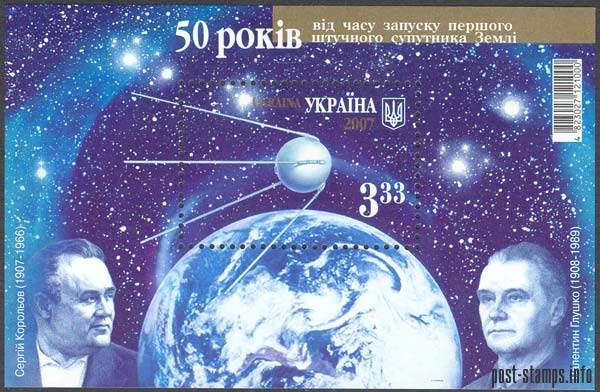 50 років
від часу запуску першого
штучного супутника Землі
UKRAINA УКРАЇНА
2007
3 33
4 823027 121000
Сергій Корольов (1907-1966)
Валентин Глушко (1908-1989)
post-stamps.info